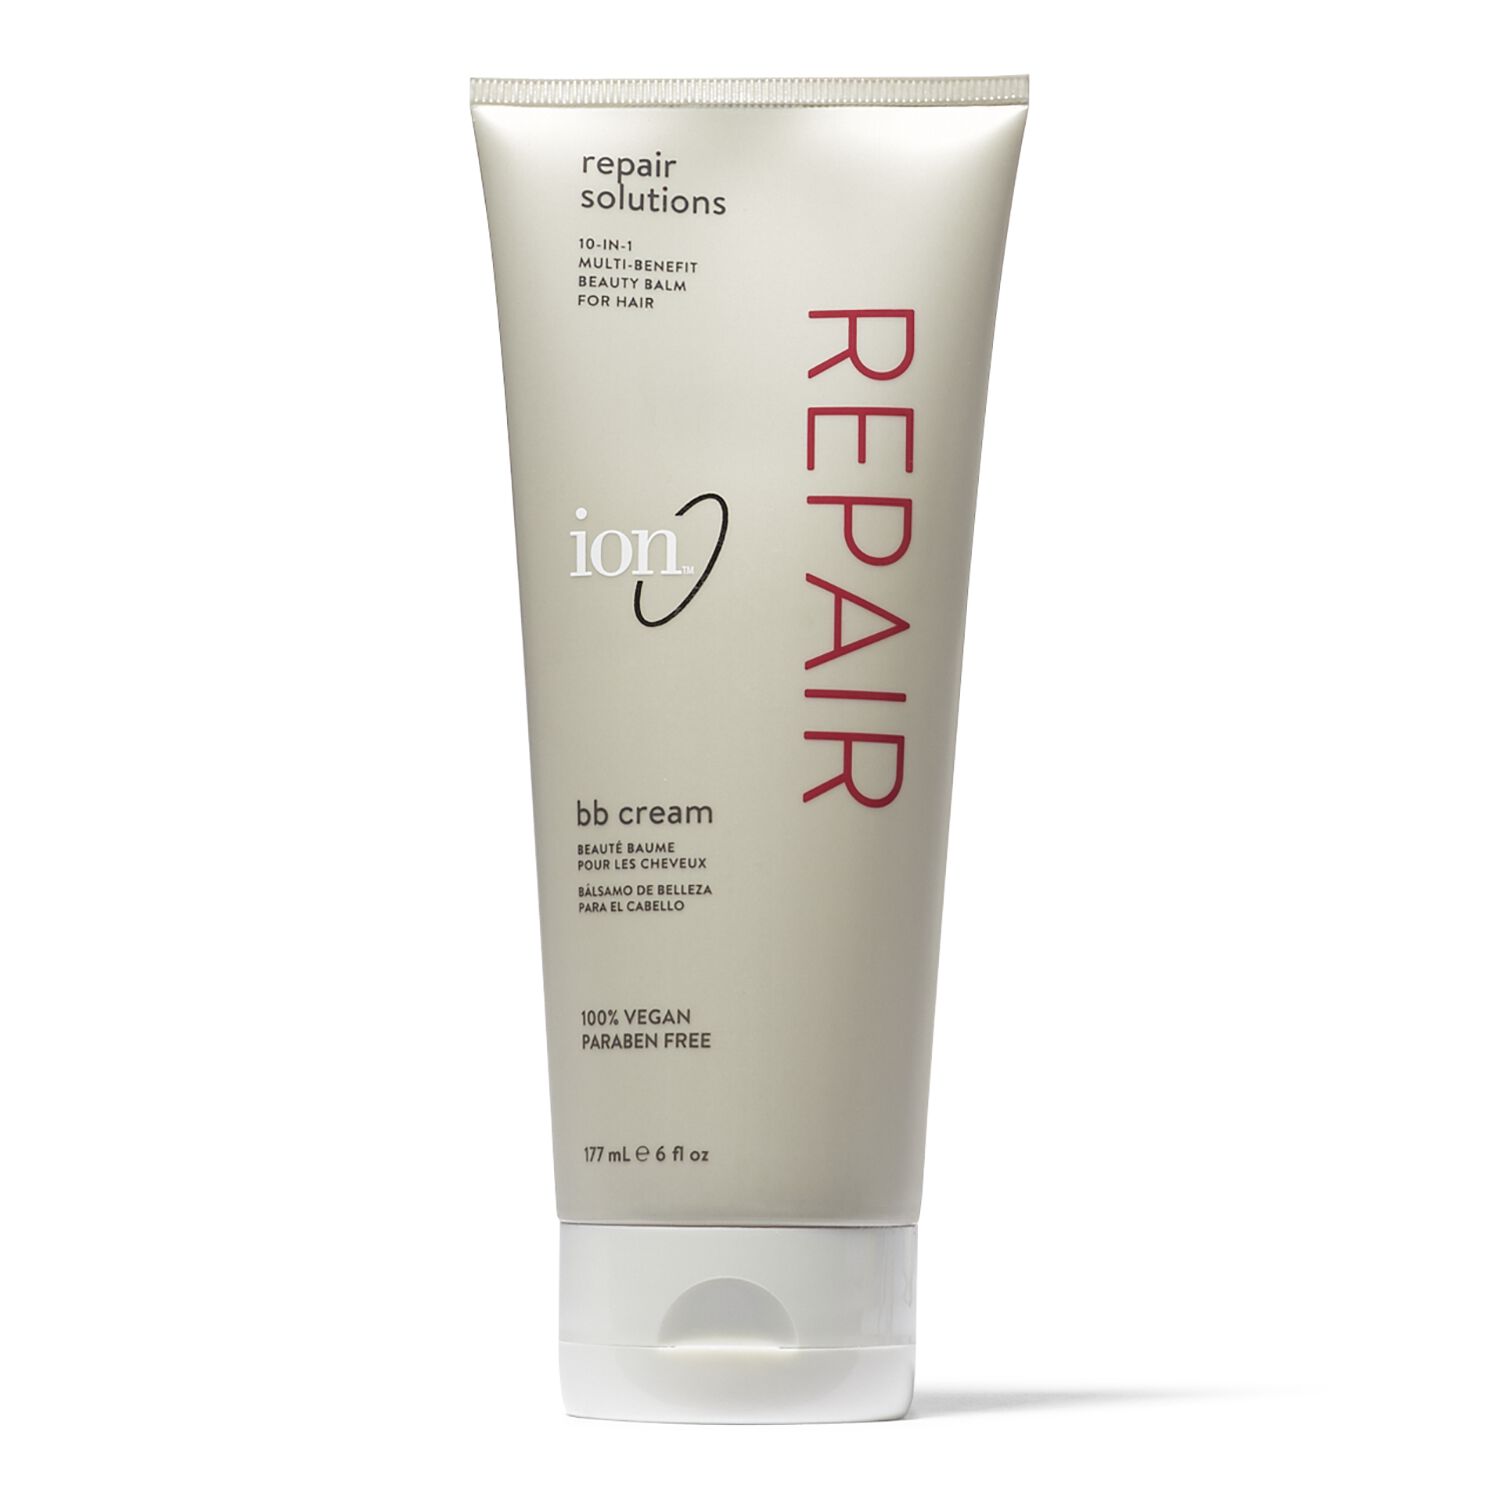 repair
solutions
10-IN-1
MULTI-BENEFIT
BEAUTY BALM
FOR HAIR
REPAIR
ion™
bb cream
BEAUTÉ BAUME
POUR LES CHEVEUX
BÁLSAMO DE BELLEZA
PARA EL CABELLO
100% VEGAN
PARABEN FREE
177 mL ℮ 6 fl oz